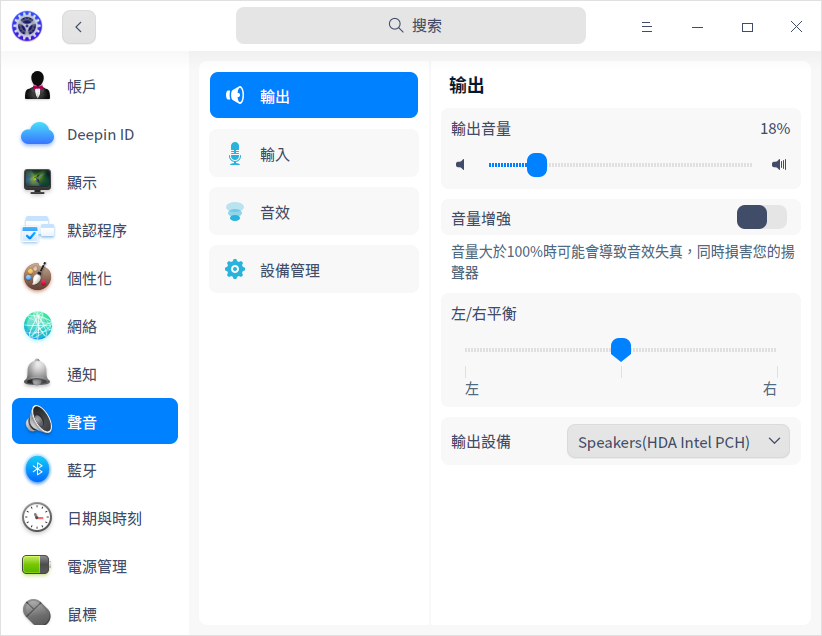 搜索
帳戶
Deepin ID
顯示
默認程序
個性化
網絡
通知
聲音
藍牙
日期與時刻
電源管理
鼠標
輸出
輸入
音效
設備管理
输出
輸出音量
18%
音量增強
音量大於100%時可能會導致音效失真，同時損害您的揚
聲器
左/右平衡
左
右
輸出設備
Speakers(HDA Intel PCH)